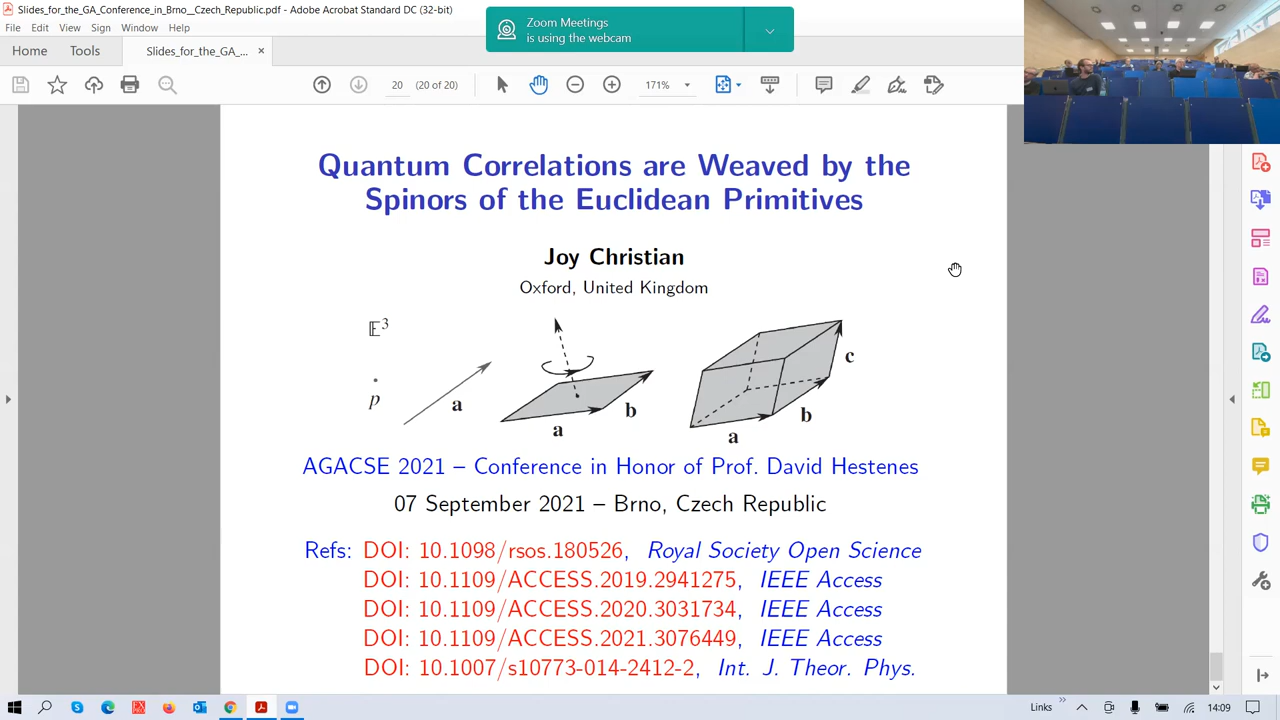 Slides_for_the_GA_Conference_in_Brno__Czech_Republic.pdf - Adobe Acrobat Standard DC (32-bit)
File Edit View Sign Window Help
Zoom Meetings
is using the webcam
Home Tools Slides_for_the_GA_... ×
20 (20 of 20) 171%
Quantum Correlations are Weaved by the
Spinors of the Euclidean Primitives
Joy Christian
Oxford, United Kingdom
𝔼³
p
a
a
b
a
b
c
AGACSE 2021 – Conference in Honor of Prof. David Hestenes
07 September 2021 – Brno, Czech Republic
Refs: DOI: 10.1098/rsos.180526, Royal Society Open Science
DOI: 10.1109/ACCESS.2019.2941275, IEEE Access
DOI: 10.1109/ACCESS.2020.3031734, IEEE Access
DOI: 10.1109/ACCESS.2021.3076449, IEEE Access
DOI: 10.1007/s10773-014-2412-2, Int. J. Theor. Phys.
Links 14:09